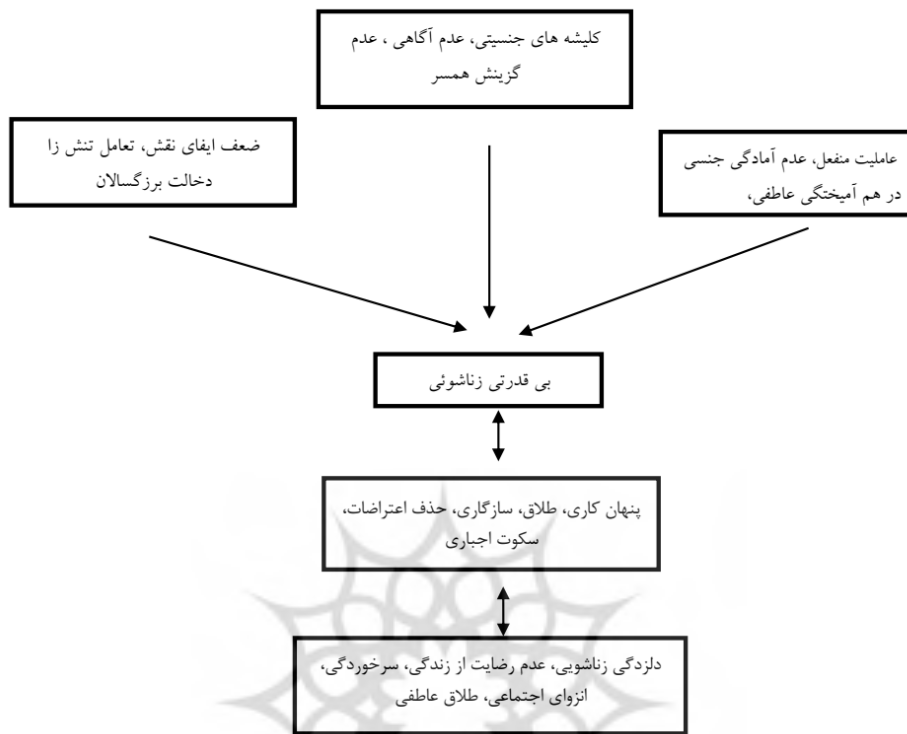 کلیشه های جنسیتی، عدم آگاهی ، عدم
گزینش همسر
عاملیت منفعل، عدم آمادگی جنسی
در هم آمیختگی عاطفی،
ضعف ایفای نقش، تعامل تنش زا
دخالت برزگسالان
بی قدرتی زناشوئی
پنهان کاری، طلاق، سازگاری، حذف اعتراضات،
سکوت اجباری
دلزدگی زناشویی، عدم رضایت از زندگی، سرخوردگی،
انزوای اجتماعی، طلاق عاطفی